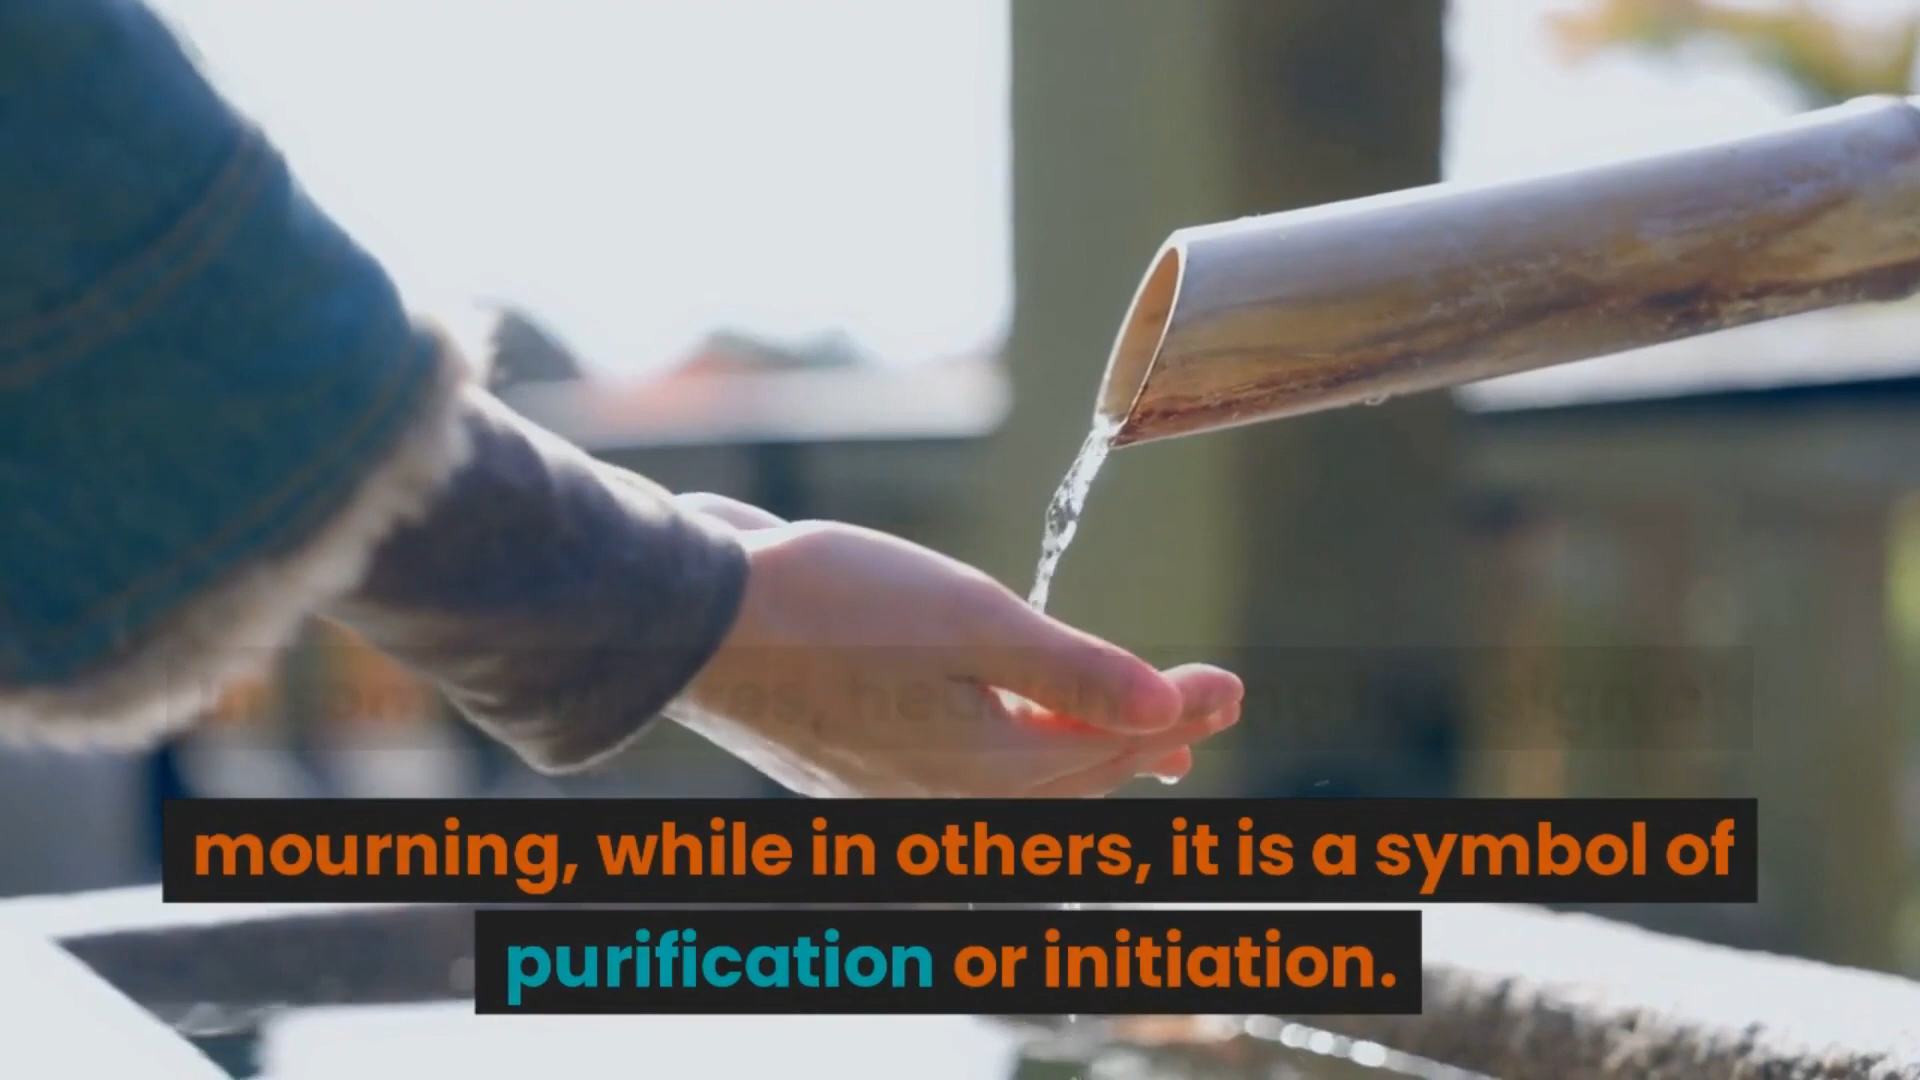 mourning, while in others, it is a symbol of
purification or initiation.